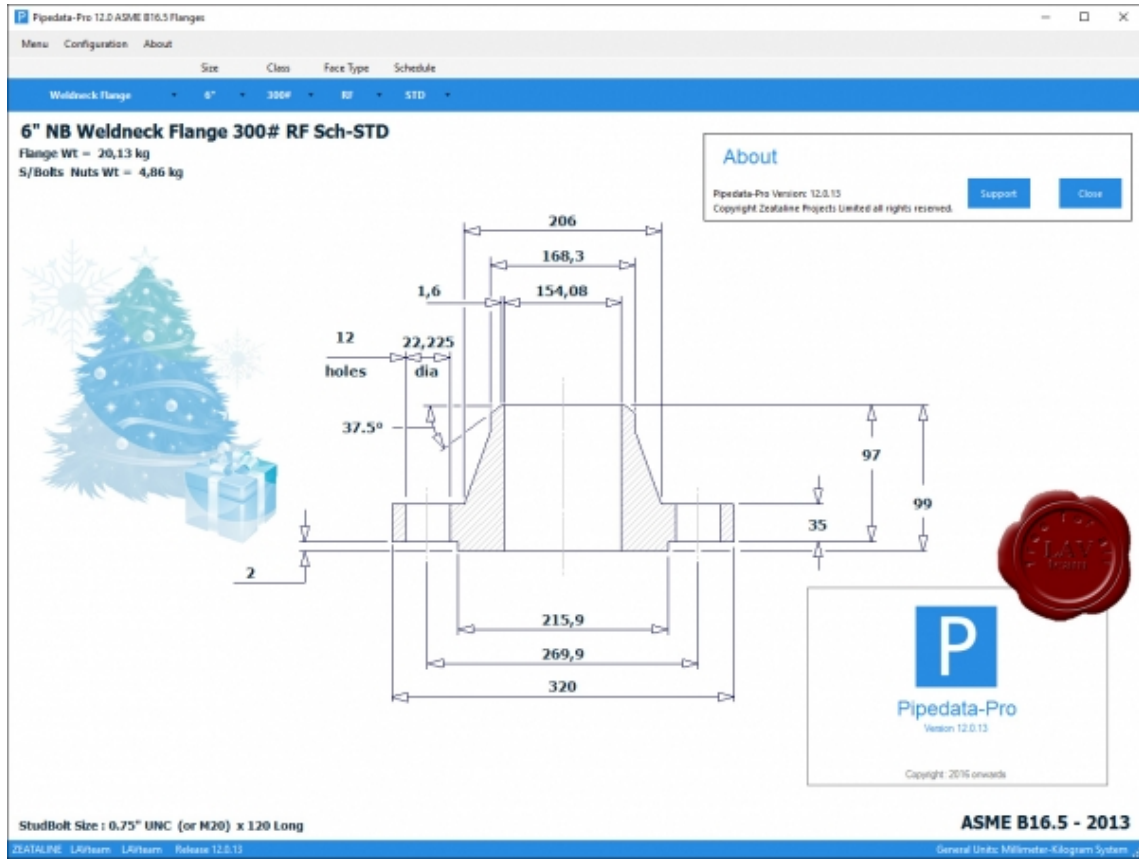 Pipedata-Pro 12.0 ASME B16.5 Flanges
Menu Configuration About
Size Class Face Type Schedule
Weldneck Flange 6" 300# RF STD
6" NB Weldneck Flange 300# RF Sch-STD
Flange Wt = 20,13 kg
S/Bolts Nuts Wt = 4,86 kg
About
Pipedata-Pro Version: 12.0.13
Copyright Zeataline Projects Limited all rights reserved.
Support
Close
206
168,3
1,6
154,08
12
holes
22,225
dia
37.5°
97
99
35
2
215,9
269,9
320
LAV
team
P
Pipedata-Pro
Version 12.0.13
Copyright: 2016 onwards
StudBolt Size : 0.75" UNC (or M20) x 120 Long
ASME B16.5 - 2013
ZEATALINE LAVteam LAVteam Release 12.0.13
General Units: Millimeter-Kilogram System